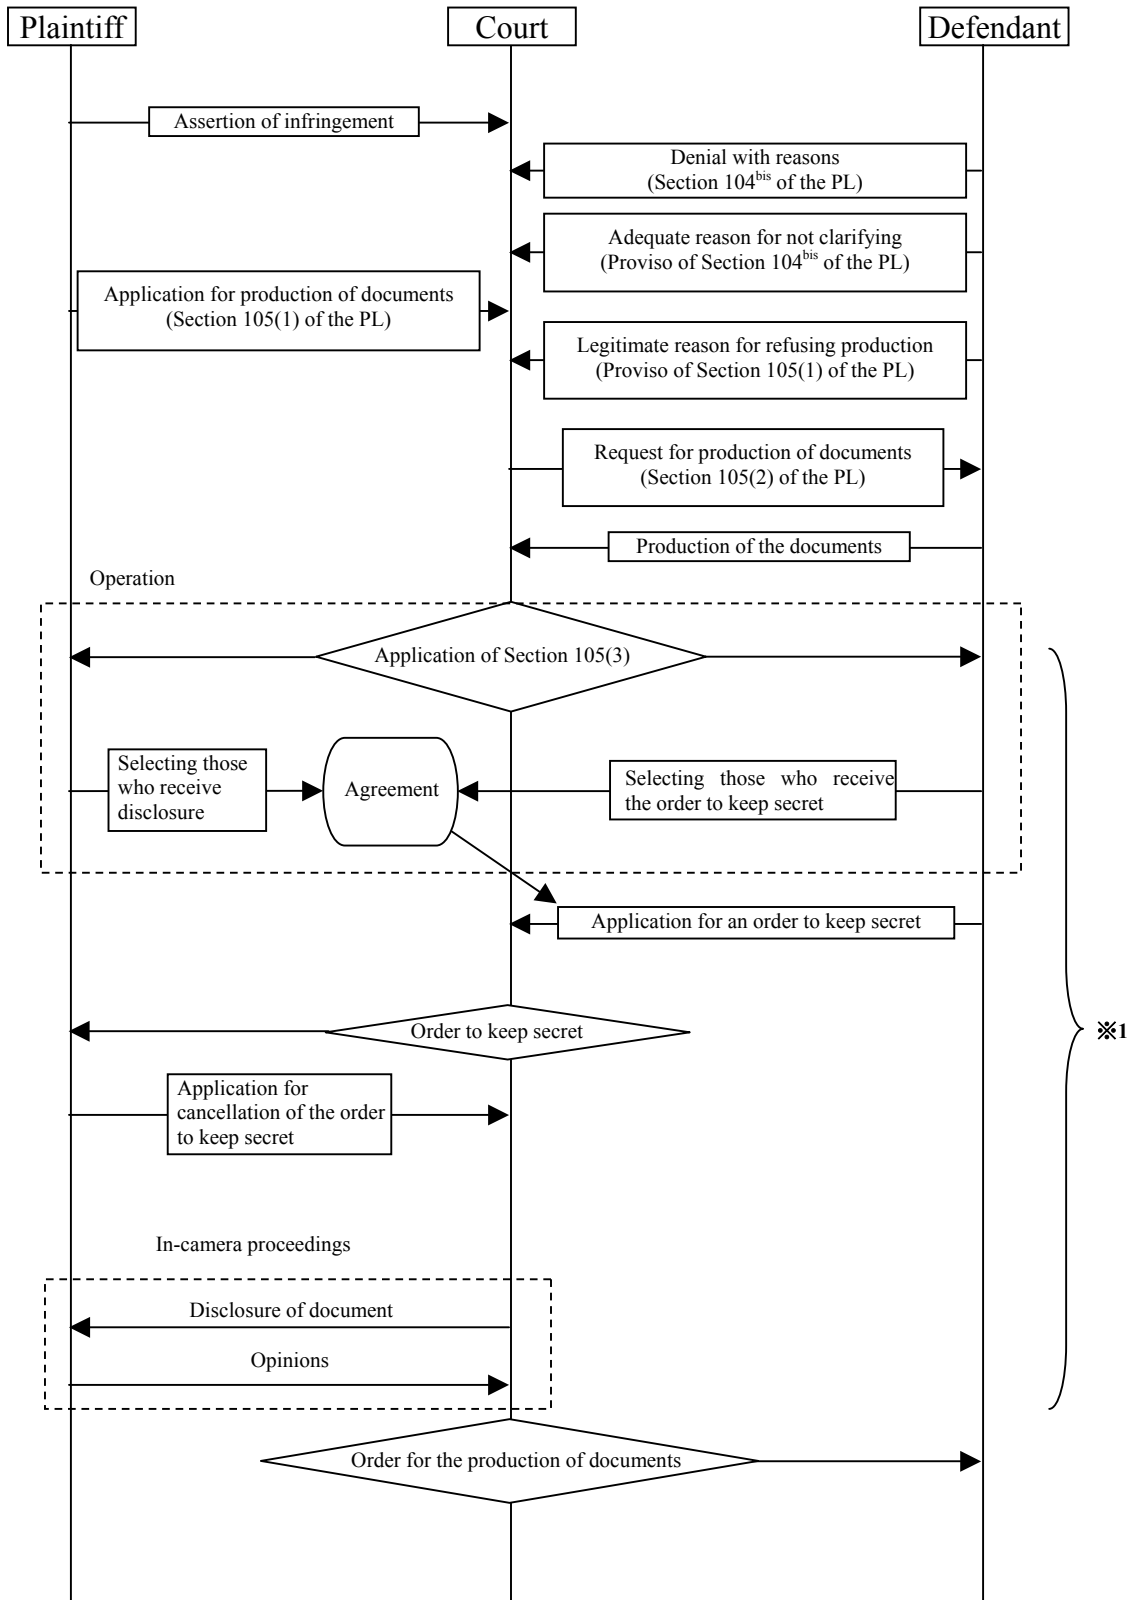 Plaintiff
Court
Defendant
Assertion of infringement
Denial with reasons
(Section 104bis of the PL)
Adequate reason for not clarifying
(Proviso of Section 104bis of the PL)
Application for production of documents
(Section 105(1) of the PL)
Legitimate reason for refusing production
(Proviso of Section 105(1) of the PL)
Request for production of documents
(Section 105(2) of the PL)
Production of the documents
Operation
Application of Section 105(3)
Selecting those
who receive
disclosure
Agreement
Selecting those who receive
the order to keep secret
Application for an order to keep secret
Order to keep secret
※1
Application for
cancellation of the order
to keep secret
In-camera proceedings
Disclosure of document
Opinions
Order for the production of documents